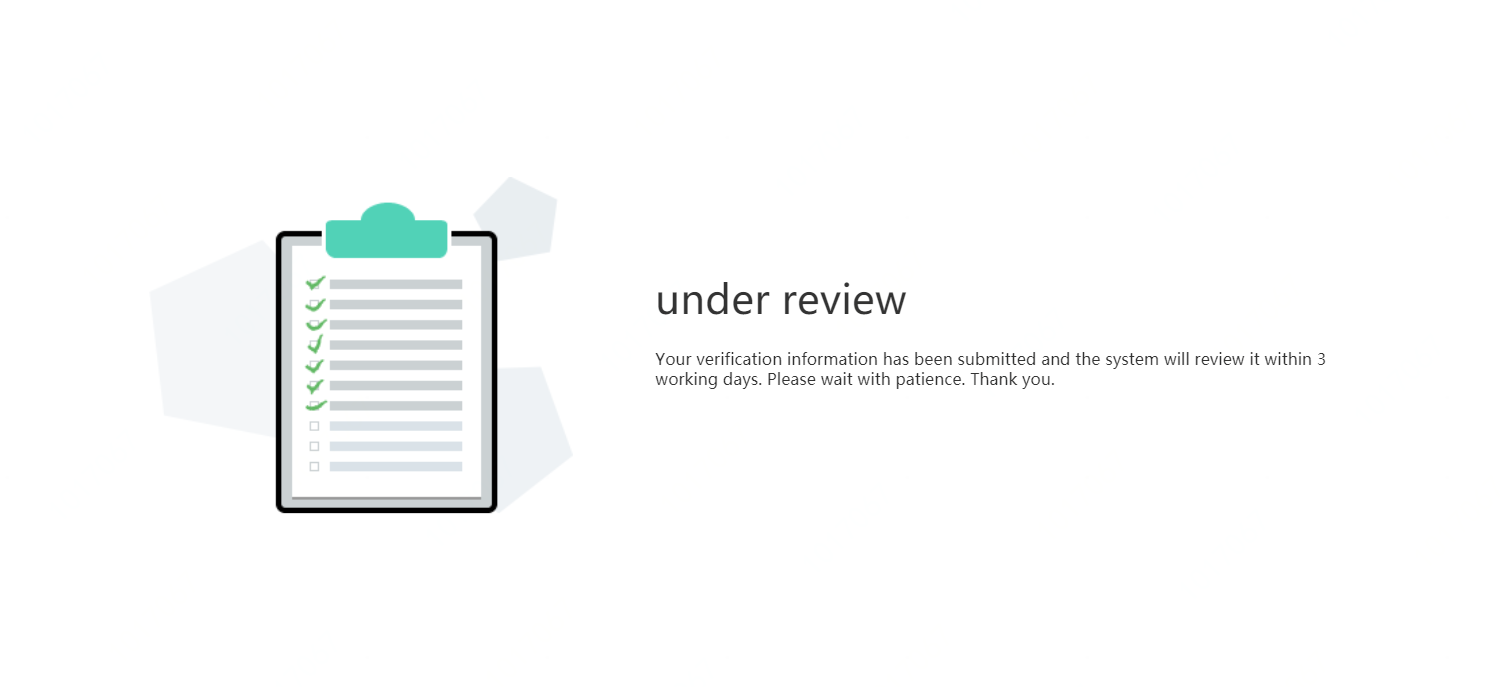 under review
Your verification information has been submitted and the system will review it within 3
working days. Please wait with patience. Thank you.